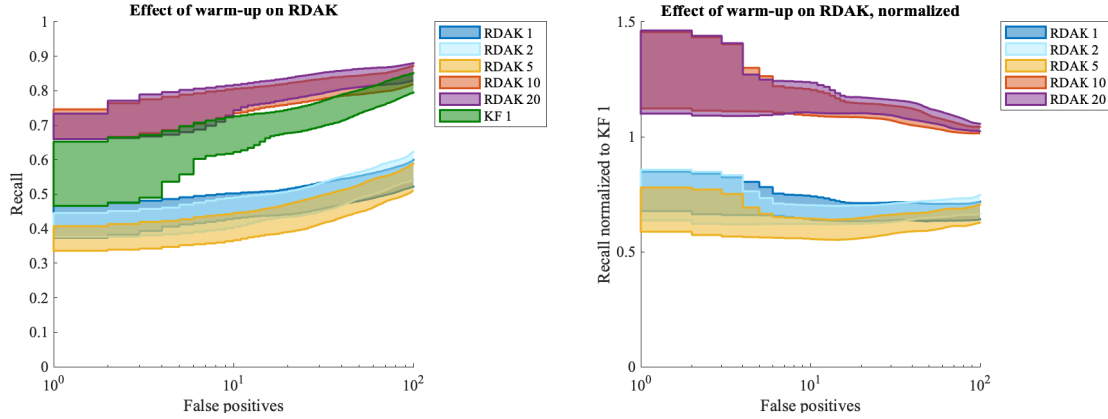 Effect of warm-up on RDAK
1
0.9
0.8
0.7
0.6
0.5
0.4
0.3
0.2
0.1
0
Recall
10^0
10^1
10^2
False positives
RDAK 1
RDAK 2
RDAK 5
RDAK 10
RDAK 20
KF 1
Effect of warm-up on RDAK, normalized
1.5
1
0.5
0
Recall normalized to KF 1
10^0
10^1
10^2
False positives
RDAK 1
RDAK 2
RDAK 5
RDAK 10
RDAK 20